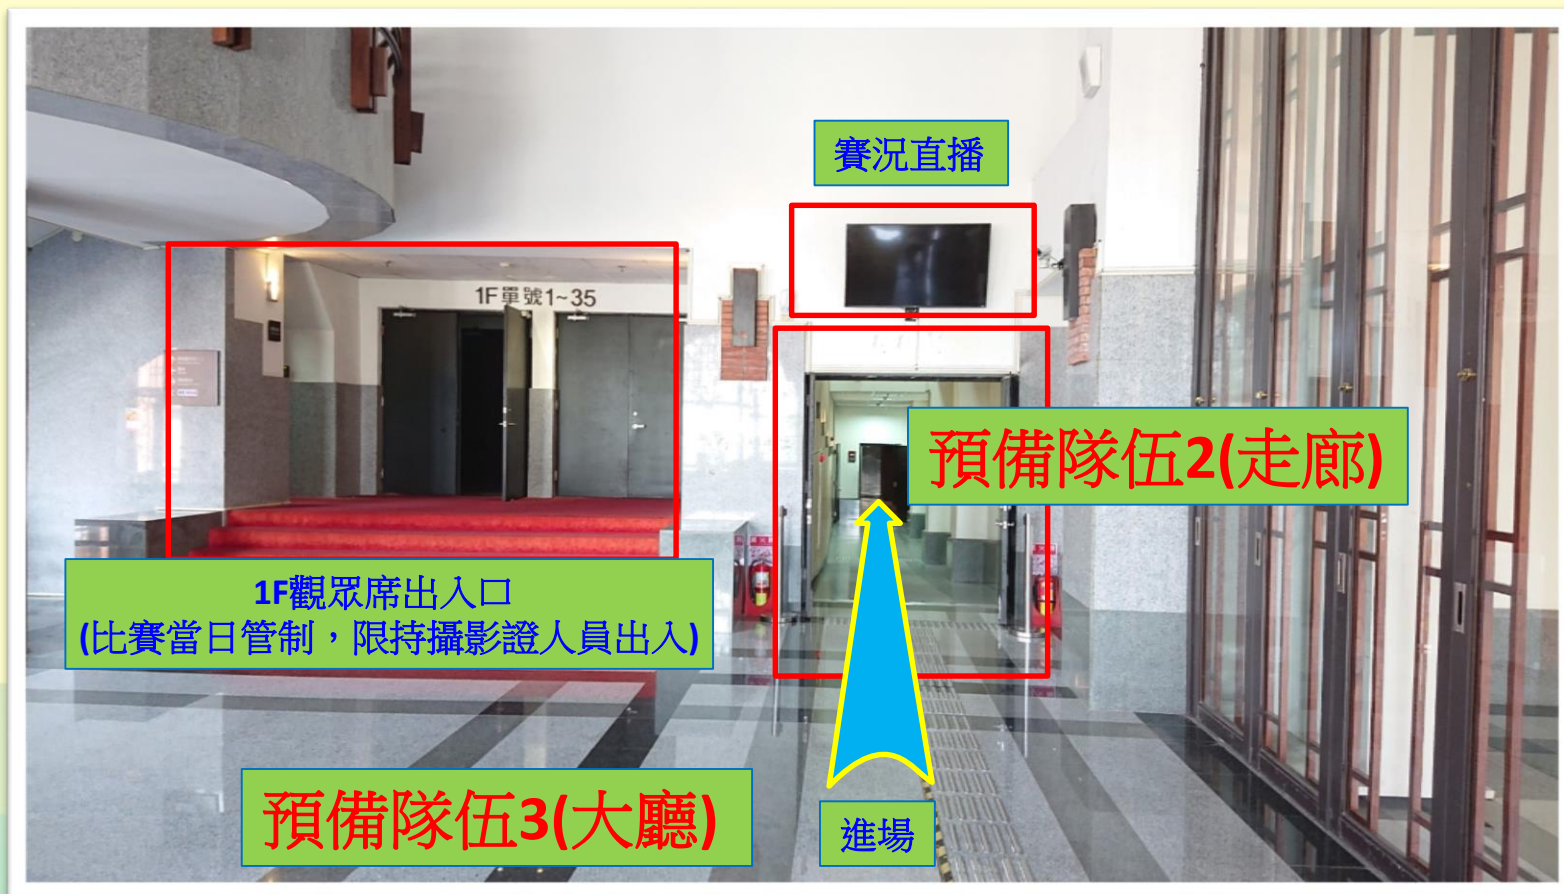 賽況直播
1F單號1~35
預備隊伍2(走廊)
1F觀眾席出入口
(比賽當日管制，限持攝影證人員出入)
預備隊伍3(大廳)
進場